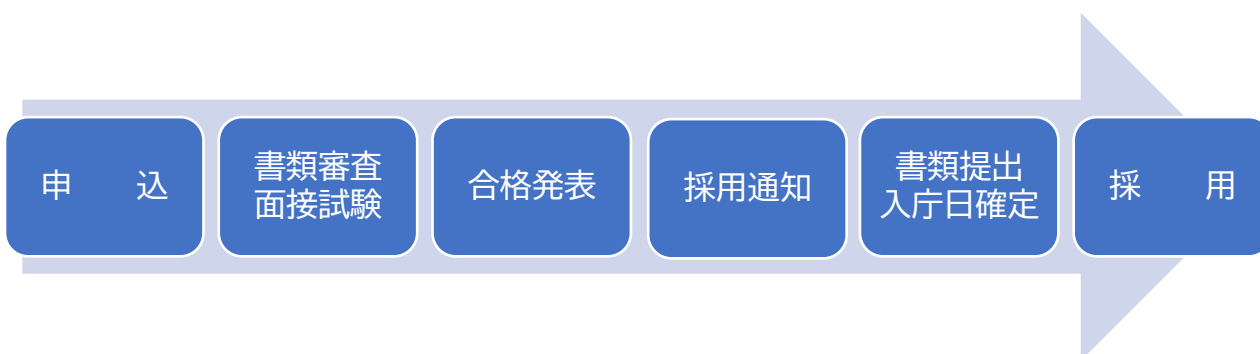 申　　込
書類審査
面接試験
合格発表
採用通知
書類提出
入庁日確定
採　　用